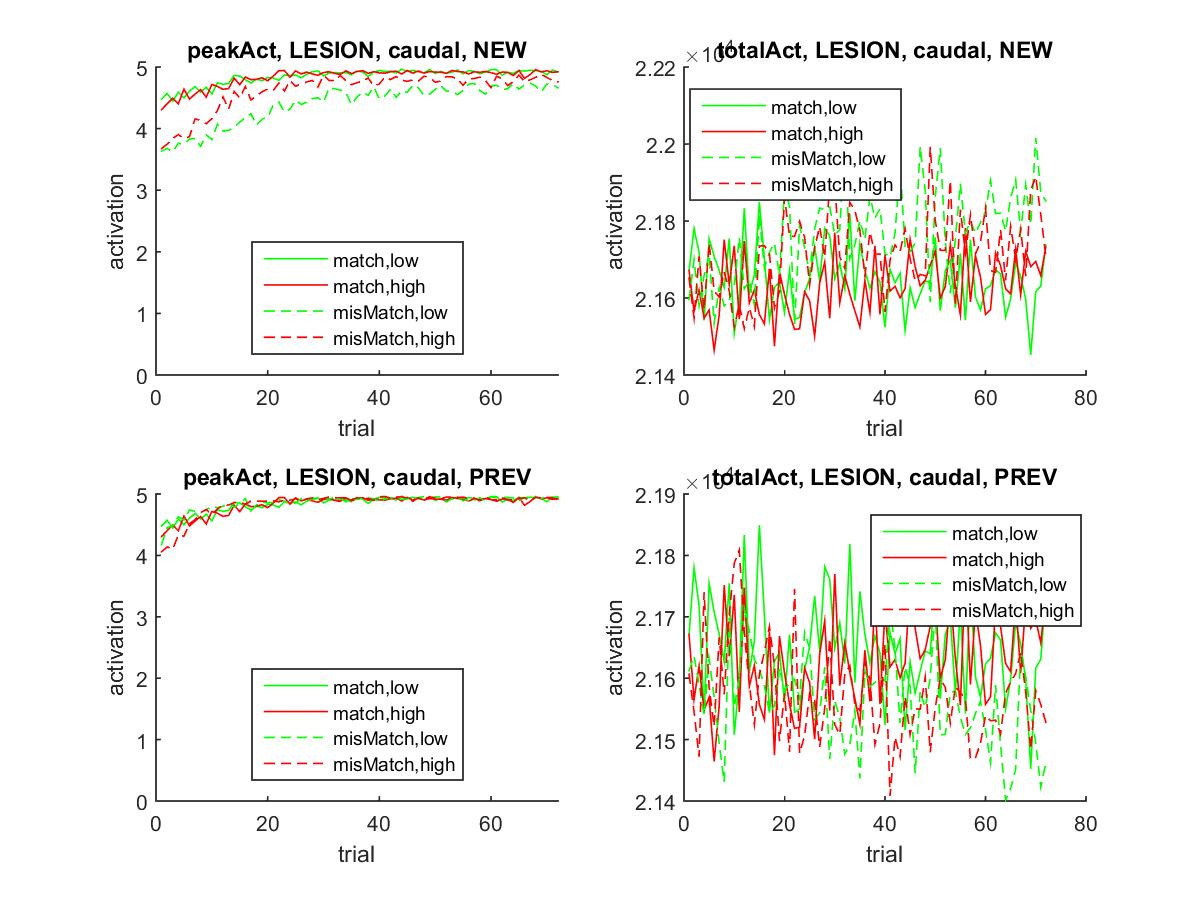 peakAct, LESION, caudal, NEW
5
4
3
2
1
0
activation
match,low
match,high
misMatch,low
misMatch,high
0
20
40
60
trial
totalAct, LESION, caudal, NEW
2.22
2.2
2.18
2.16
2.14
activation
match,low
match,high
misMatch,low
misMatch,high
0
20
40
60
80
trial
peakAct, LESION, caudal, PREV
5
4
3
2
1
0
activation
match,low
match,high
misMatch,low
misMatch,high
0
20
40
60
trial
totalAct, LESION, caudal, PREV
2.19
2.18
2.17
2.16
2.15
2.14
activation
match,low
match,high
misMatch,low
misMatch,high
0
20
40
60
80
trial